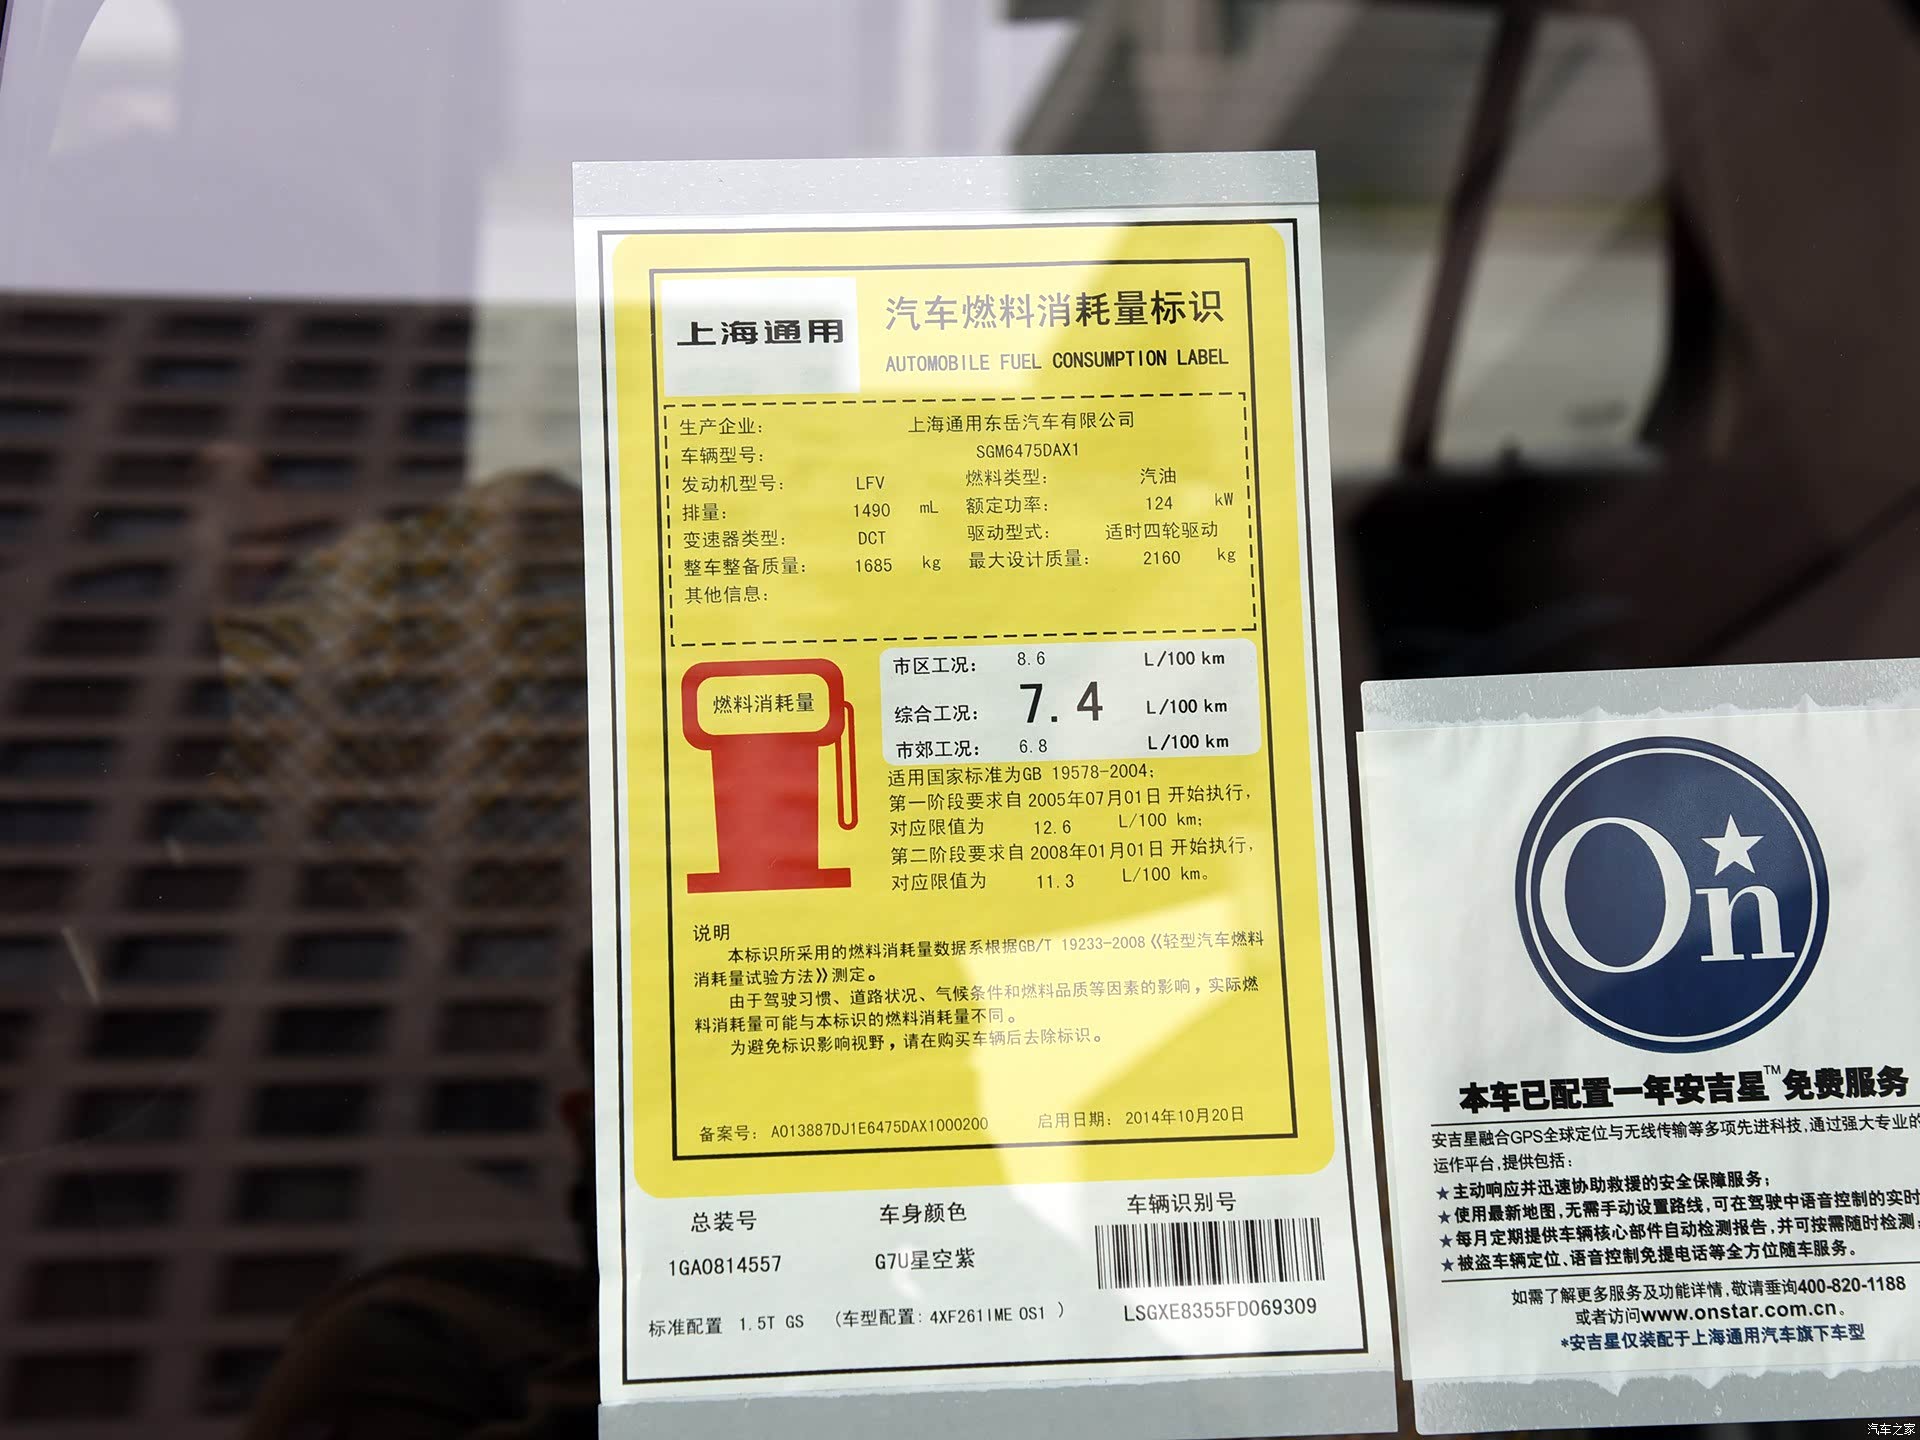 上海通用
汽车燃料消耗量标识
AUTOMOBILE FUEL CONSUMPTION LABEL
生产企业： 上海通用东岳汽车有限公司
车辆型号： SGM6475DAX1
发动机型号： LFV 燃料类型： 汽油
排量： 1490 mL 额定功率： 124 kW
变速器类型： DCT 驱动型式： 适时四轮驱动
整车整备质量： 1685 kg 最大设计质量： 2160 kg
其他信息：
燃料消耗量
市区工况： 8.6 L/100 km
综合工况： 7.4 L/100 km
市郊工况： 6.8 L/100 km
适用国家标准为GB 19578-2004；
第一阶段要求自 2005年07月01日 开始执行，
对应限值为 12.6 L/100 km；
第二阶段要求自 2008年01月01日 开始执行，
对应限值为 11.3 L/100 km。
说明
本标识所采用的燃料消耗量数据系根据GB/T 19233-2008《轻型汽车燃料
消耗量试验方法》测定。
由于驾驶习惯、道路状况、气候条件和燃料品质等因素的影响，实际燃
料消耗量可能与本标识的燃料消耗量不同。
为避免标识影响视野，请在购买车辆后去除标识。
备案号： A013887DJ1E6475DAX1000200 启用日期： 2014年10月20日
总装号 车身颜色 车辆识别号
1GA0814557 G7U星空紫
标准配置 1.5T GS （车型配置：4XF2611ME 0S1 ） LSGXE8355FD069309
On
本车已配置一年安吉星™免费服务
安吉星融合GPS全球定位与无线传输等多项先进科技，通过强大专业的
运作平台，提供包括：
★主动响应并迅速协助救援的安全保障服务；
★使用最新地图，无需手动设置路线，可在驾驶中语音控制的实时
★每月定期提供车辆核心部件自动检测报告，并可按需随时检测
★被盗车辆定位、语音控制免提电话等全方位随车服务。
如需了解更多服务及功能详情，敬请垂询400-820-1188
或者访问www.onstar.com.cn。
*安吉星仅装配于上海通用汽车旗下车型
汽车之家